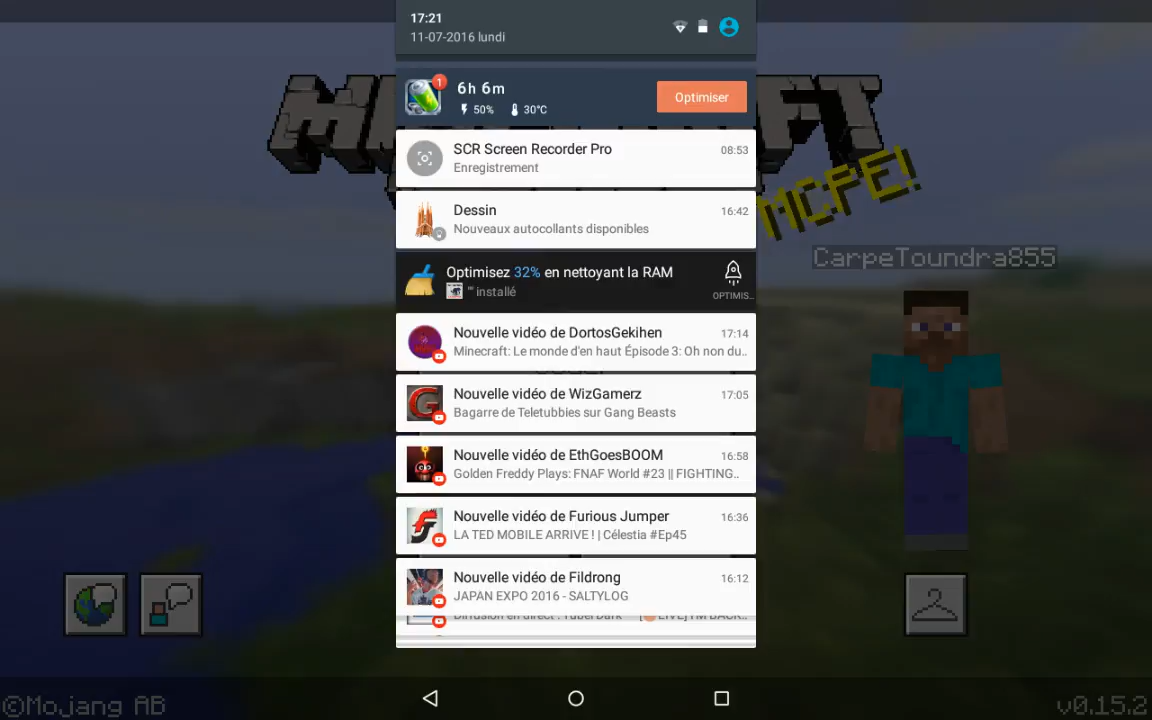 17:21
11-07-2016 lundi
1
6h 6m
Optimiser
50% 30°C
SCR Screen Recorder Pro 08:53
Enregistrement
Dessin 16:42
Nouveaux autocollants disponibles
MCPE!
CarpeToundra855
Optimisez 32% en nettoyant la RAM
"" installé OPTIMIS..
Nouvelle vidéo de DortosGekihen 17:14
Minecraft: Le monde d'en haut Épisode 3: Oh non du..
Nouvelle vidéo de WizGamerz 17:05
Bagarre de Teletubbies sur Gang Beasts
Nouvelle vidéo de EthGoesBOOM 16:58
Golden Freddy Plays: FNAF World #23 || FIGHTING..
Nouvelle vidéo de Furious Jumper 16:36
LA TED MOBILE ARRIVE ! | Célestia #Ep45
Nouvelle vidéo de Fildrong 16:12
JAPAN EXPO 2016 - SALTYLOG
©Mojang AB
v0.15.2